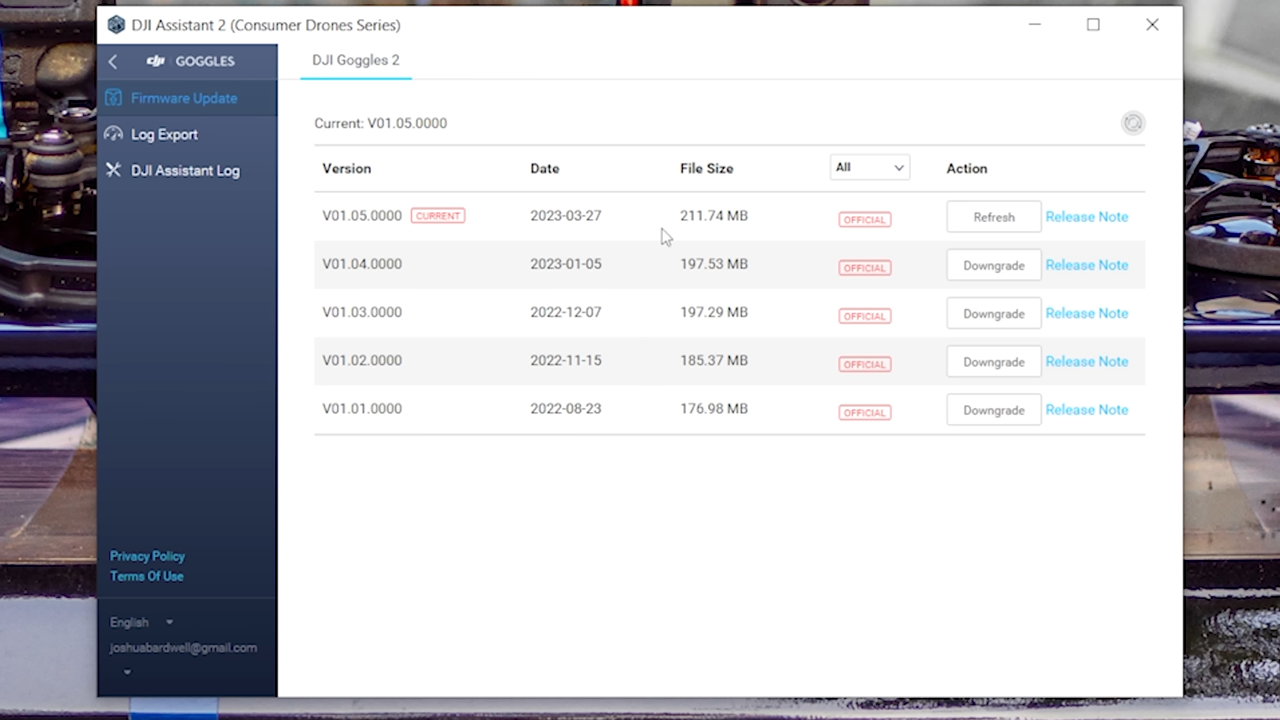 DJI Assistant 2 (Consumer Drones Series)
dji GOGGLES
Firmware Update
Log Export
DJI Assistant Log
Privacy Policy
Terms Of Use
English
joshuabardwell@gmail.com
DJI Goggles 2
Current: V01.05.0000
Version Date File Size All Action
V01.05.0000 CURRENT 2023-03-27 211.74 MB OFFICIAL Refresh Release Note
V01.04.0000 2023-01-05 197.53 MB OFFICIAL Downgrade Release Note
V01.03.0000 2022-12-07 197.29 MB OFFICIAL Downgrade Release Note
V01.02.0000 2022-11-15 185.37 MB OFFICIAL Downgrade Release Note
V01.01.0000 2022-08-23 176.98 MB OFFICIAL Downgrade Release Note